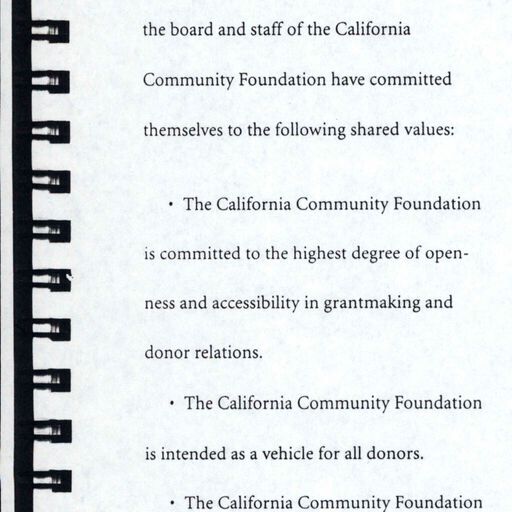 the board and staff of the California
Community Foundation have committed
themselves to the following shared values:
• The California Community Foundation
is committed to the highest degree of open-
ness and accessibility in grantmaking and
donor relations.
• The California Community Foundation
is intended as a vehicle for all donors.
• The California Community Foundation